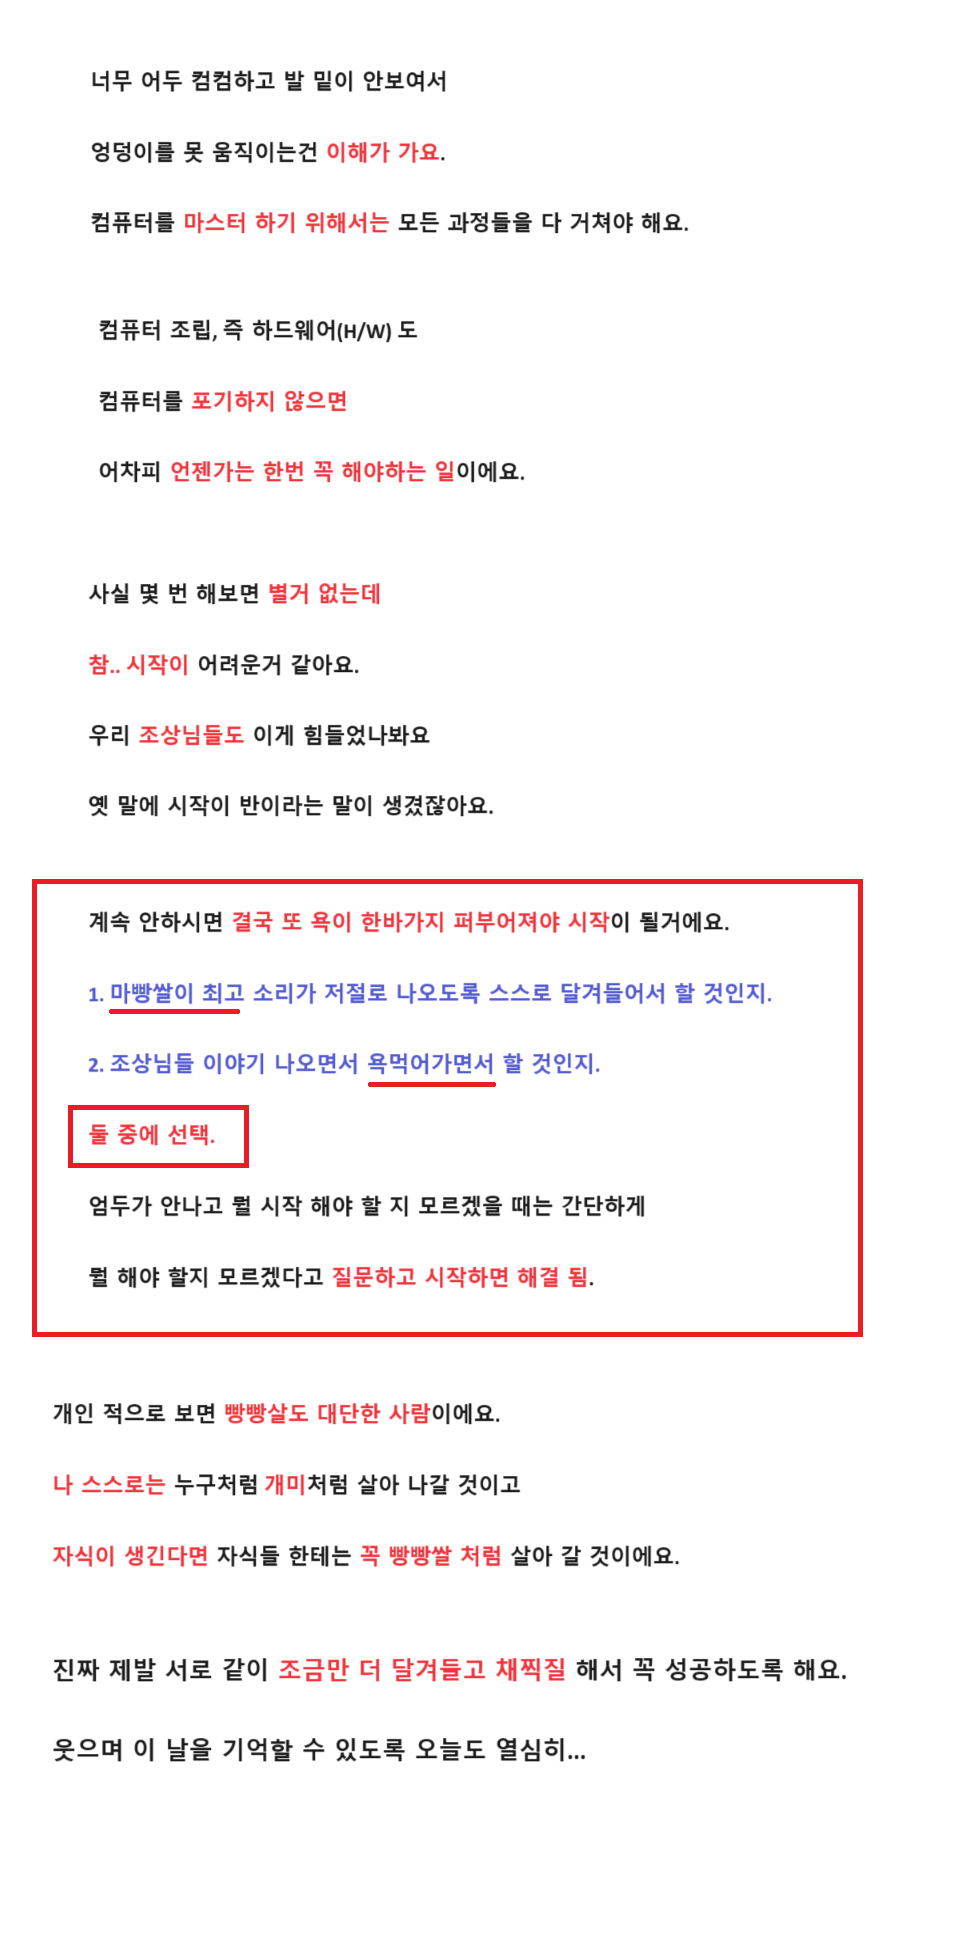 너무 어두 컴컴하고 발 밑이 안보여서
엉덩이를 못 움직이는건 이해가 가요.
컴퓨터를 마스터 하기 위해서는 모든 과정들을 다 거쳐야 해요.
컴퓨터 조립, 즉 하드웨어(H/W) 도
컴퓨터를 포기하지 않으면
어차피 언젠가는 한번 꼭 해야하는 일이에요.
사실 몇 번 해보면 별거 없는데
참.. 시작이 어려운거 같아요.
우리 조상님들도 이게 힘들었나봐요
옛 말에 시작이 반이라는 말이 생겼잖아요.
계속 안하시면 결국 또 욕이 한바가지 퍼부어져야 시작이 될거에요.
1. 마빵쌀이 최고 소리가 저절로 나오도록 스스로 달겨들어서 할 것인지.
2. 조상님들 이야기 나오면서 욕먹어가면서 할 것인지.
둘 중에 선택.
엄두가 안나고 뭘 시작 해야 할 지 모르겠을 때는 간단하게
뭘 해야 할지 모르겠다고 질문하고 시작하면 해결 됨.
개인 적으로 보면 빵빵살도 대단한 사람이에요.
나 스스로는 누구처럼 개미처럼 살아 나갈 것이고
자식이 생긴다면 자식들 한테는 꼭 빵빵쌀 처럼 살아 갈 것이에요.
진짜 제발 서로 같이 조금만 더 달겨들고 채찍질 해서 꼭 성공하도록 해요.
웃으며 이 날을 기억할 수 있도록 오늘도 열심히...